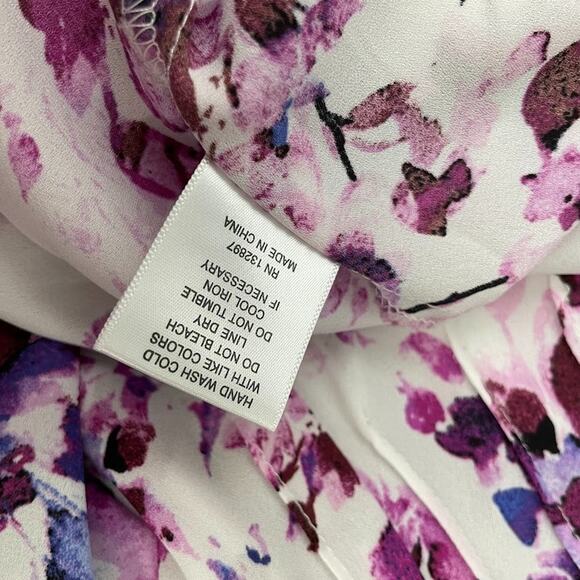 HAND WASH COLD
WITH LIKE COLORS
DO NOT BLEACH
LINE DRY
DO NOT TUMBLE
COOL IRON
IF NECESSARY
RN 132897
MADE IN CHINA